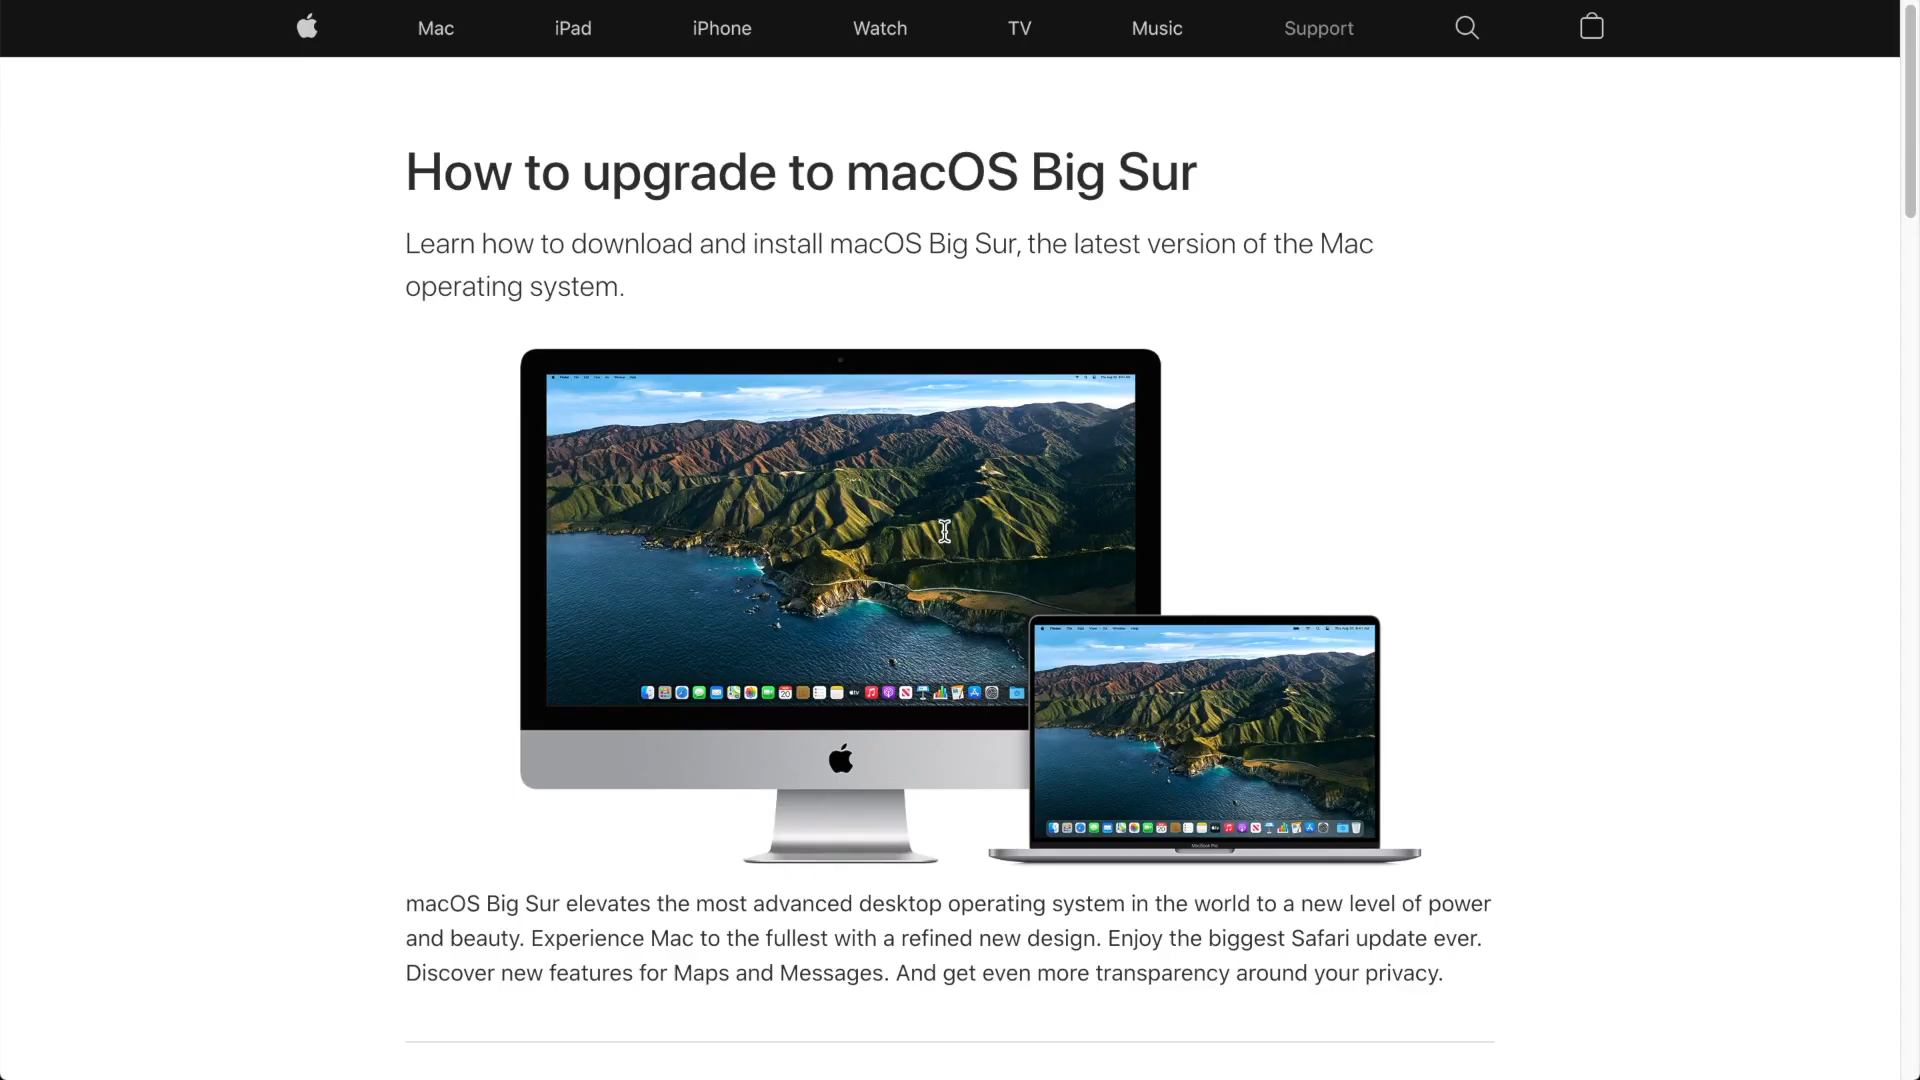 Mac iPad iPhone Watch TV Music Support
How to upgrade to macOS Big Sur
Learn how to download and install macOS Big Sur, the latest version of the Mac
operating system.
macOS Big Sur elevates the most advanced desktop operating system in the world to a new level of power
and beauty. Experience Mac to the fullest with a refined new design. Enjoy the biggest Safari update ever.
Discover new features for Maps and Messages. And get even more transparency around your privacy.